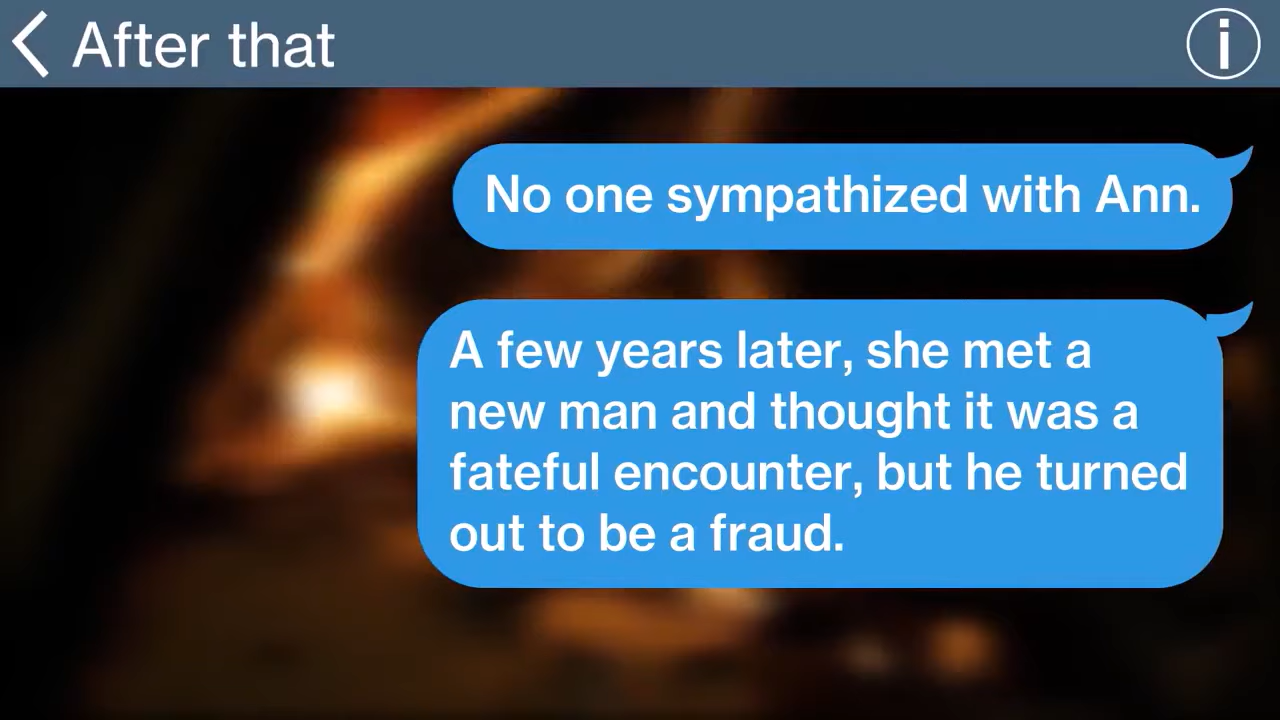 After that
No one sympathized with Ann.
A few years later, she met a
new man and thought it was a
fateful encounter, but he turned
out to be a fraud.